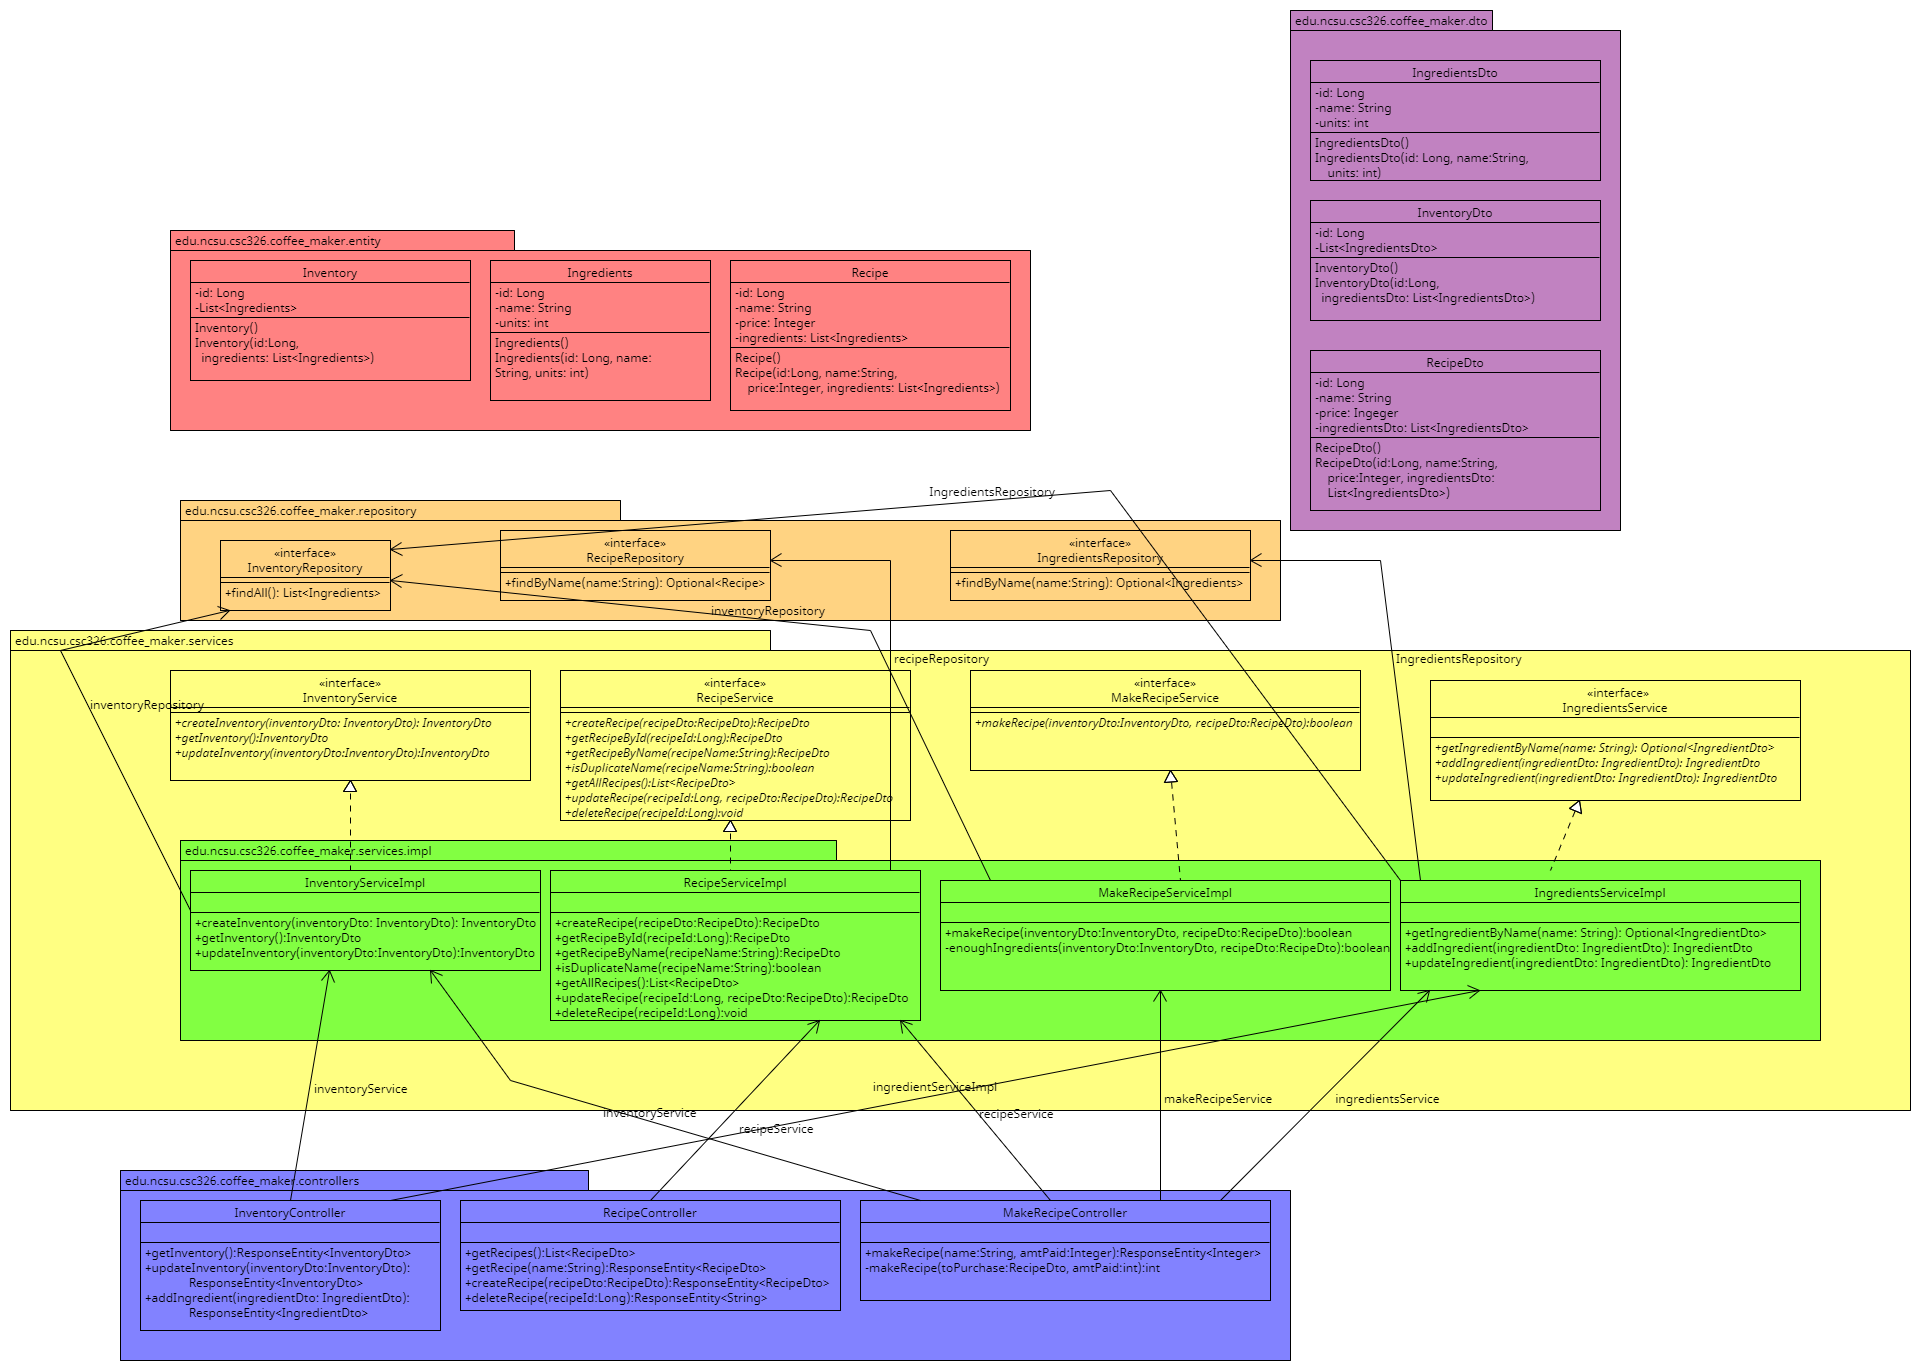 edu.ncsu.csc326.coffee_maker.dto
IngredientsDto
-id: Long
-name: String
-units: int
IngredientsDto()
IngredientsDto(id: Long, name:String,
units: int)
InventoryDto
-id: Long
-List<IngredientsDto>
InventoryDto()
InventoryDto(id:Long,
ingredientsDto: List<IngredientsDto>)
RecipeDto
-id: Long
-name: String
-price: Ingeger
-ingredientsDto: List<IngredientsDto>
RecipeDto()
RecipeDto(id:Long, name:String,
price:Integer, ingredientsDto:
List<IngredientsDto>)
edu.ncsu.csc326.coffee_maker.entity
Inventory
-id: Long
-List<Ingredients>
Inventory()
Inventory(id:Long,
ingredients: List<Ingredients>)
Ingredients
-id: Long
-name: String
-units: int
Ingredients()
Ingredients(id: Long, name:
String, units: int)
Recipe
-id: Long
-name: String
-price: Integer
-ingredients: List<Ingredients>
Recipe()
Recipe(id:Long, name:String,
price:Integer, ingredients: List<Ingredients>)
IngredientsRepository
edu.ncsu.csc326.coffee_maker.repository
«interface»
InventoryRepository
+findAll(): List<Ingredients>
«interface»
RecipeRepository
+findByName(name:String): Optional<Recipe>
«interface»
IngredientsRepository
+findByName(name:String): Optional<Ingredients>
inventoryRepository
edu.ncsu.csc326.coffee_maker.services
recipeRepository
IngredientsRepository
inventoryRepository
«interface»
InventoryService
+createInventory(inventoryDto: InventoryDto): InventoryDto
+getInventory():InventoryDto
+updateInventory(inventoryDto:InventoryDto):InventoryDto
«interface»
RecipeService
+createRecipe(recipeDto:RecipeDto):RecipeDto
+getRecipeById(recipeId:Long):RecipeDto
+getRecipeByName(recipeName:String):RecipeDto
+isDuplicateName(recipeName:String):boolean
+getAllRecipes():List<RecipeDto>
+updateRecipe(recipeId:Long, recipeDto:RecipeDto):RecipeDto
+deleteRecipe(recipeId:Long):void
«interface»
MakeRecipeService
+makeRecipe(inventoryDto:InventoryDto, recipeDto:RecipeDto):boolean
«interface»
IngredientsService
+getIngredientByName(name: String): Optional<IngredientDto>
+addIngredient(ingredientDto: IngredientDto): IngredientDto
+updateIngredient(ingredientDto: IngredientDto): IngredientDto
edu.ncsu.csc326.coffee_maker.services.impl
InventoryServiceImpl
+createInventory(inventoryDto: InventoryDto): InventoryDto
+getInventory():InventoryDto
+updateInventory(inventoryDto:InventoryDto):InventoryDto
RecipeServiceImpl
+createRecipe(recipeDto:RecipeDto):RecipeDto
+getRecipeById(recipeId:Long):RecipeDto
+getRecipeByName(recipeName:String):RecipeDto
+isDuplicateName(recipeName:String):boolean
+getAllRecipes():List<RecipeDto>
+updateRecipe(recipeId:Long, recipeDto:RecipeDto):RecipeDto
+deleteRecipe(recipeId:Long):void
MakeRecipeServiceImpl
+makeRecipe(inventoryDto:InventoryDto, recipeDto:RecipeDto):boolean
-enoughIngredients(inventoryDto:InventoryDto, recipeDto:RecipeDto):boolean
IngredientsServiceImpl
+getIngredientByName(name: String): Optional<IngredientDto>
+addIngredient(ingredientDto: IngredientDto): IngredientDto
+updateIngredient(ingredientDto: IngredientDto): IngredientDto
inventoryService
ingredientServiceImpl
makeRecipeService
ingredientsService
inventoryService
recipeService
recipeService
edu.ncsu.csc326.coffee_maker.controllers
InventoryController
+getInventory():ResponseEntity<InventoryDto>
+updateInventory(inventoryDto:InventoryDto):
ResponseEntity<InventoryDto>
+addIngredient(ingredientDto: IngredientDto):
ResponseEntity<IngredientDto>
RecipeController
+getRecipes():List<RecipeDto>
+getRecipe(name:String):ResponseEntity<RecipeDto>
+createRecipe(recipeDto:RecipeDto):ResponseEntity<RecipeDto>
+deleteRecipe(recipeId:Long):ResponseEntity<String>
MakeRecipeController
+makeRecipe(name:String, amtPaid:Integer):ResponseEntity<Integer>
-makeRecipe(toPurchase:RecipeDto, amtPaid:int):int